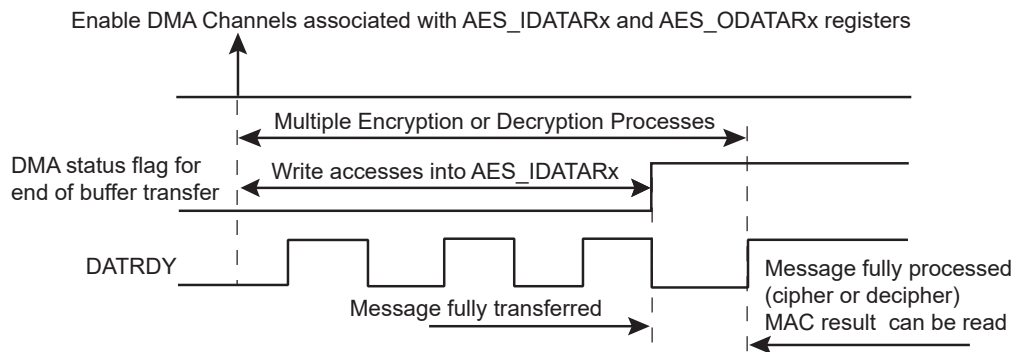 Enable DMA Channels associated with AES_IDATARx and AES_ODATARx registers
Multiple Encryption or Decryption Processes
DMA status flag for
end of buffer transfer
Write accesses into AES_IDATARx
DATRDY
Message fully transferred
Message fully processed
(cipher or decipher)
MAC result can be read